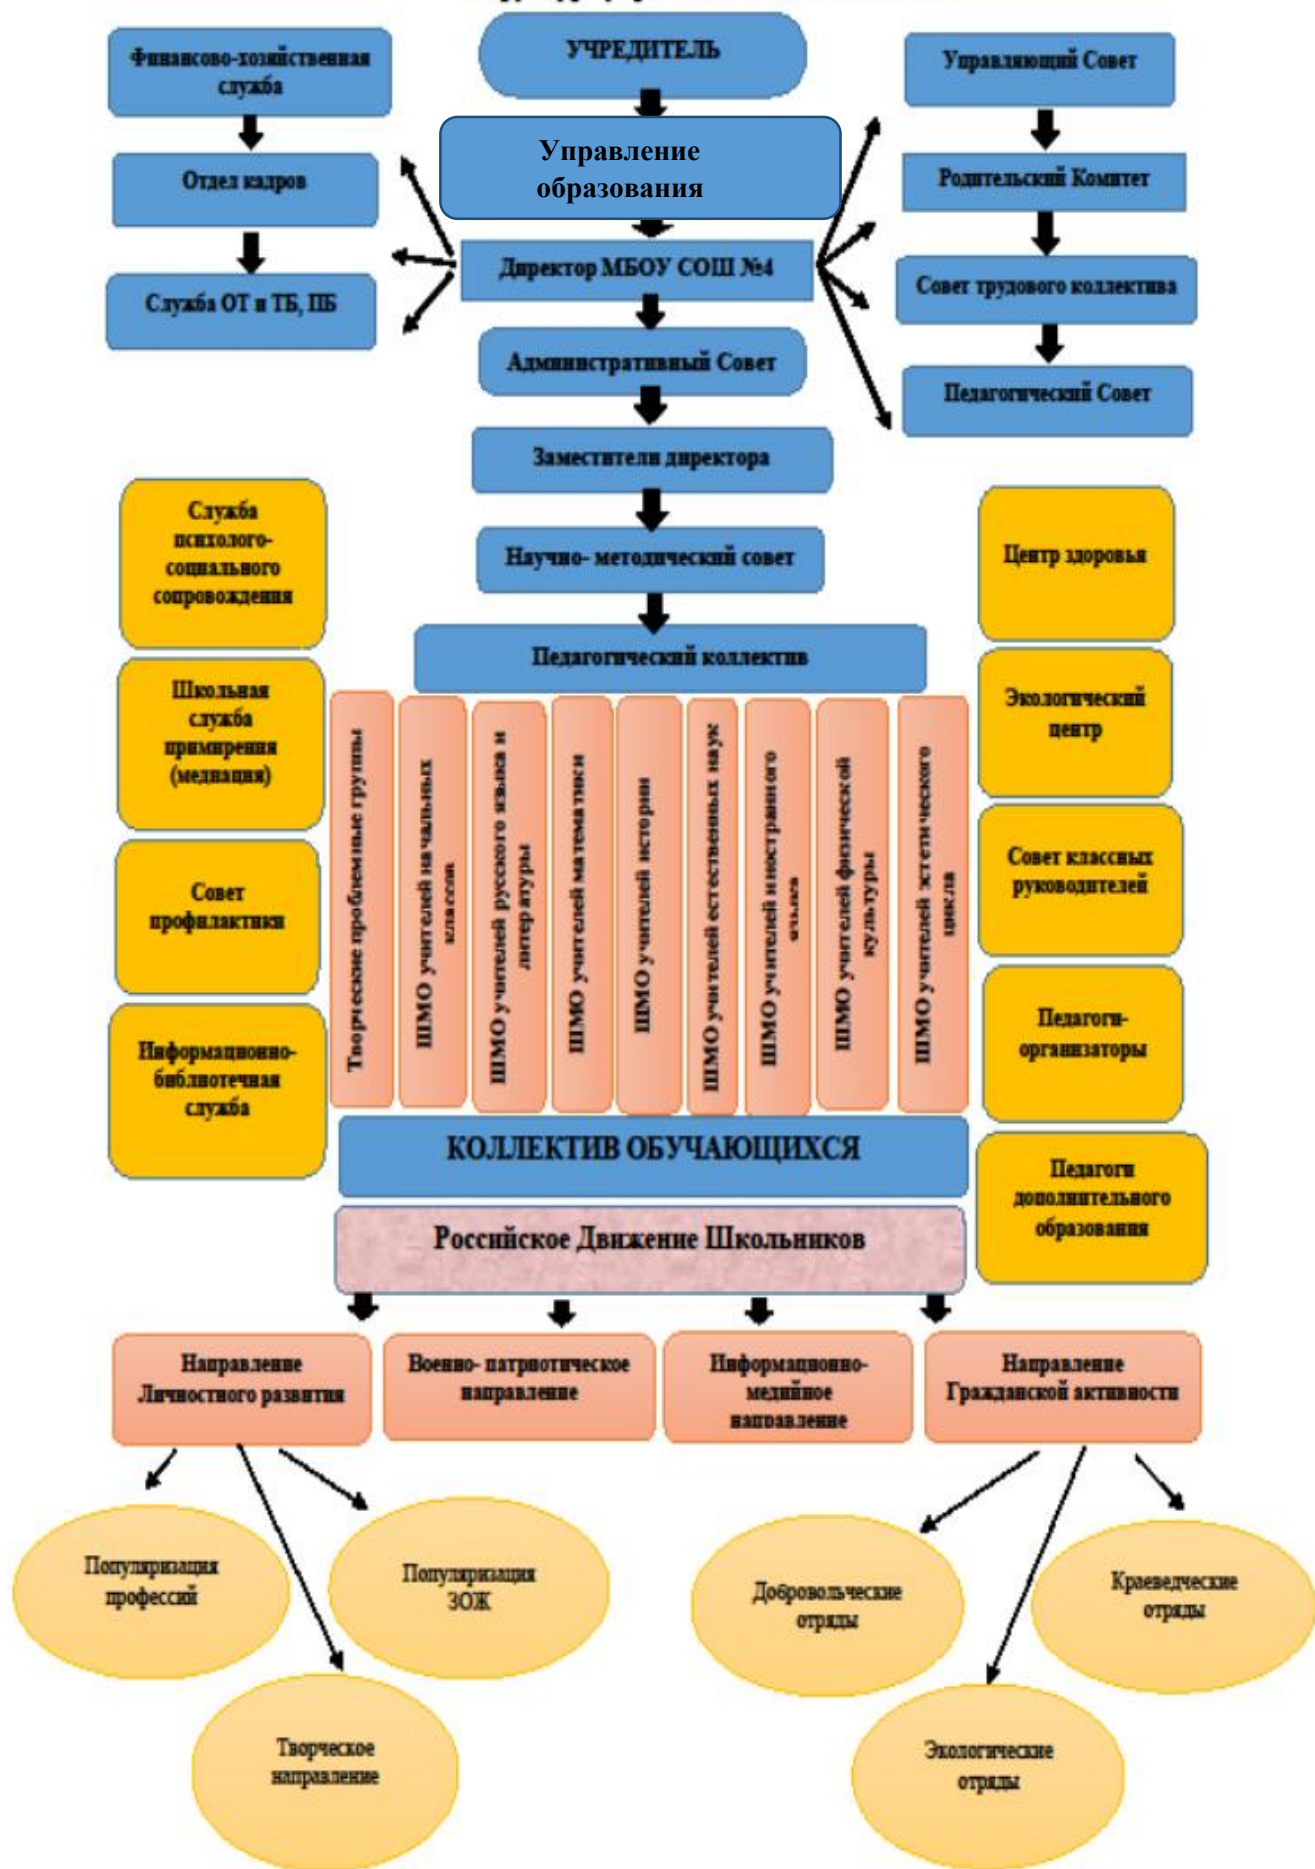 УЧРЕДИТЕЛЬ
Финансово-хозяйственная
служба
Управляющий Совет
Управление
образования
Отдел кадров
Родительский Комитет
Директор МБОУ СОШ №4
Служба ОТ и ТБ, ПБ
Совет трудового коллектива
Административный Совет
Педагогический Совет
Заместители директора
Научно- методический совет
Педагогический коллектив
Служба
психолого-
социального
сопровождения
Школьная
служба
примирения
(медиация)
Совет
профилактики
Информационно-
библиотечная
служба
Творческие проблемные группы
ШМО учителей начальных
классов
ШМО учителей русского языка и
литературы
ШМО учителей математики
ШМО учителей истории
ШМО учителей естественных наук
ШМО учителей иностранного
языка
ШМО учителей физической
культуры
ШМО учителей эстетического
цикла
Центр здоровья
Экологический
центр
Совет классных
руководителей
Педагоги-
организаторы
Педагоги
дополнительного
образования
КОЛЛЕКТИВ ОБУЧАЮЩИХСЯ
Российское Движение Школьников
Направление
Личностного развития
Военно- патриотическое
направление
Информационно-
медийное
направление
Направление
Гражданской активности
Популяризация
профессий
Популяризация
ЗОЖ
Творческое
направление
Добровольческие
отряды
Краеведческие
отряды
Экологические
отряды